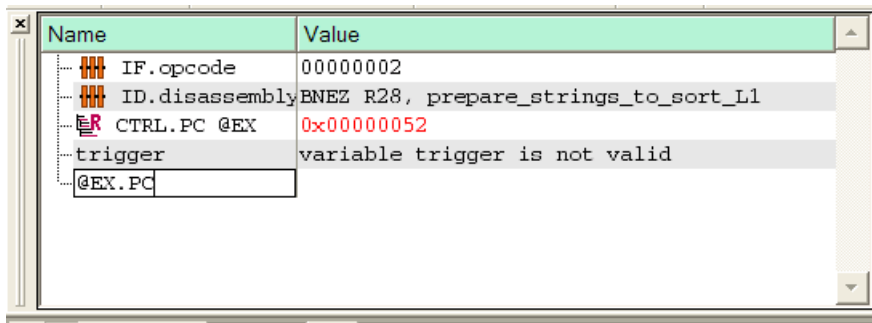 Name Value
IF.opcode 00000002
ID.disassembly BNEZ R28, prepare_strings_to_sort_L1
CTRL.PC @EX 0x00000052
trigger variable trigger is not valid
@EX.PC